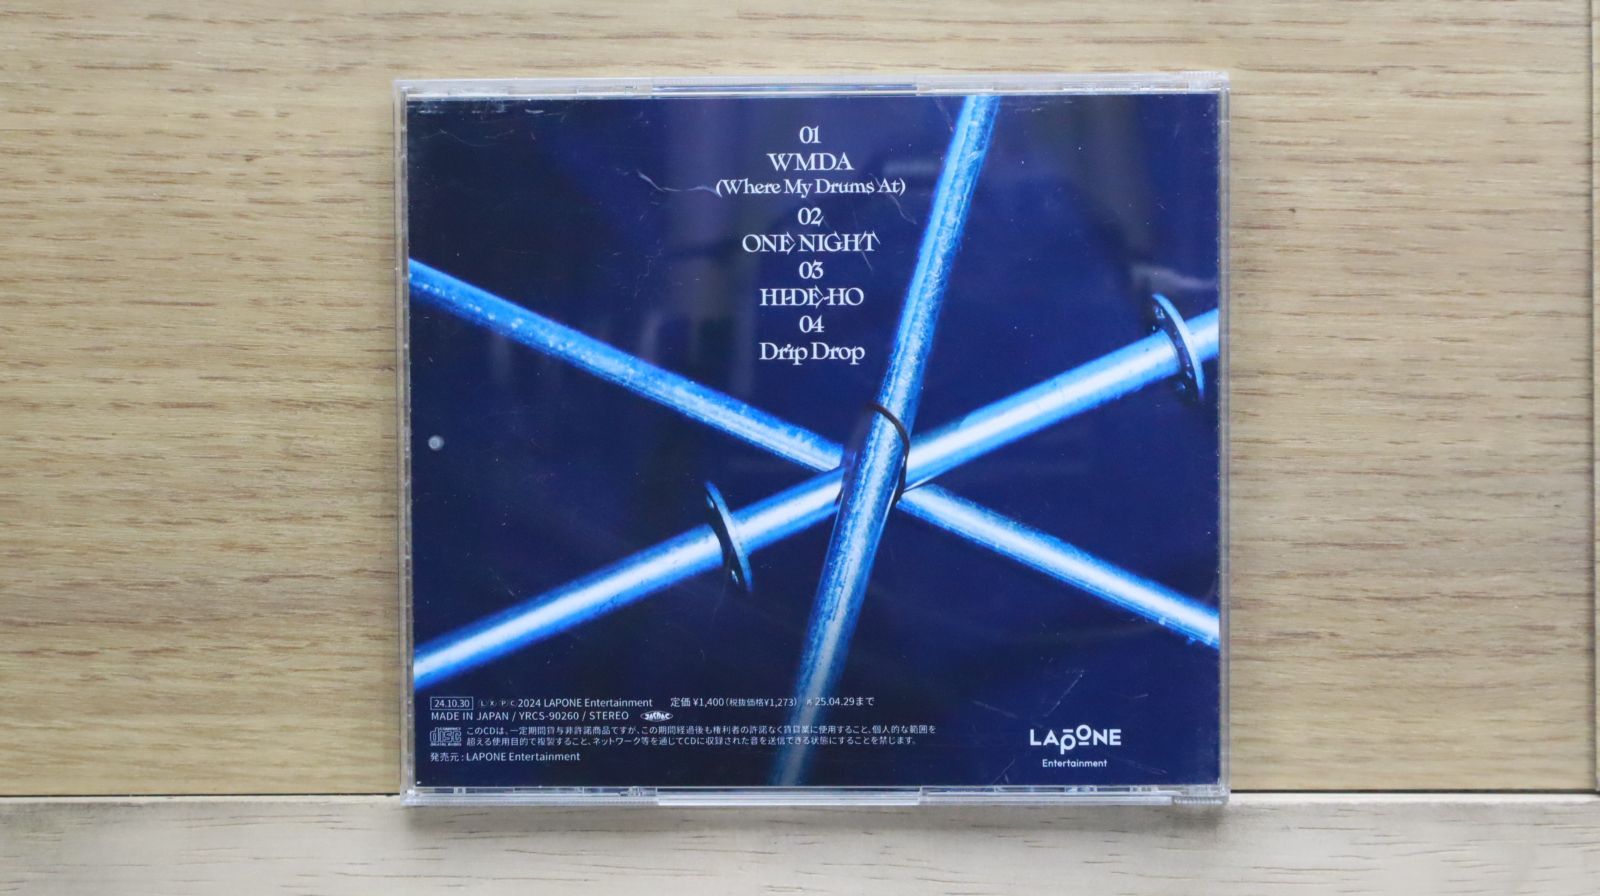 01
WMDA
(Where My Drums At)
02
ONE NIGHT
03
HI-DE-HO
04
Drip Drop
24.10.30 Ⓛ Ⓧ Ⓟ Ⓒ 2024 LAPONE Entertainment 定価 ¥1,400 (税抜価格¥1,273) 25.04.29まで
MADE IN JAPAN / YRCS-90260 / STEREO
このCDは、一定期間貸与非許諾商品ですが、この期間経過後も権利者の許諾なく賃貸業に使用すること、個人的な範囲を
超える使用目的で複製すること、ネットワーク等を通じてCDに収録された音を送信できる状態にすることを禁じます。
発売元 : LAPONE Entertainment
LAPONE
Entertainment